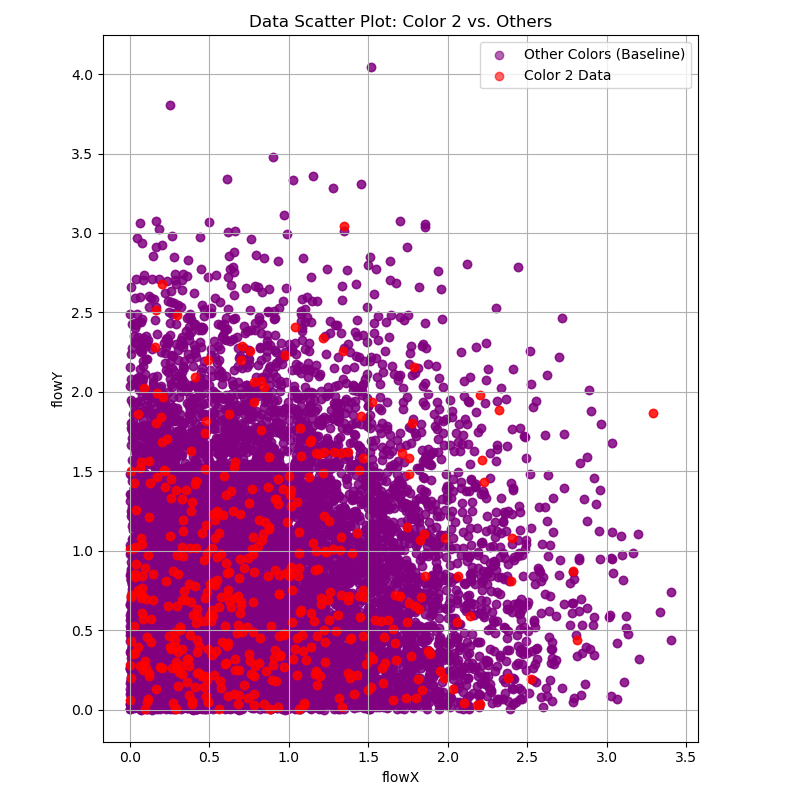 Data Scatter Plot: Color 2 vs. Others
Other Colors (Baseline)
Color 2 Data
flowY
4.0
3.5
3.0
2.5
2.0
1.5
1.0
0.5
0.0
0.0 0.5 1.0 1.5 2.0 2.5 3.0 3.5
flowX